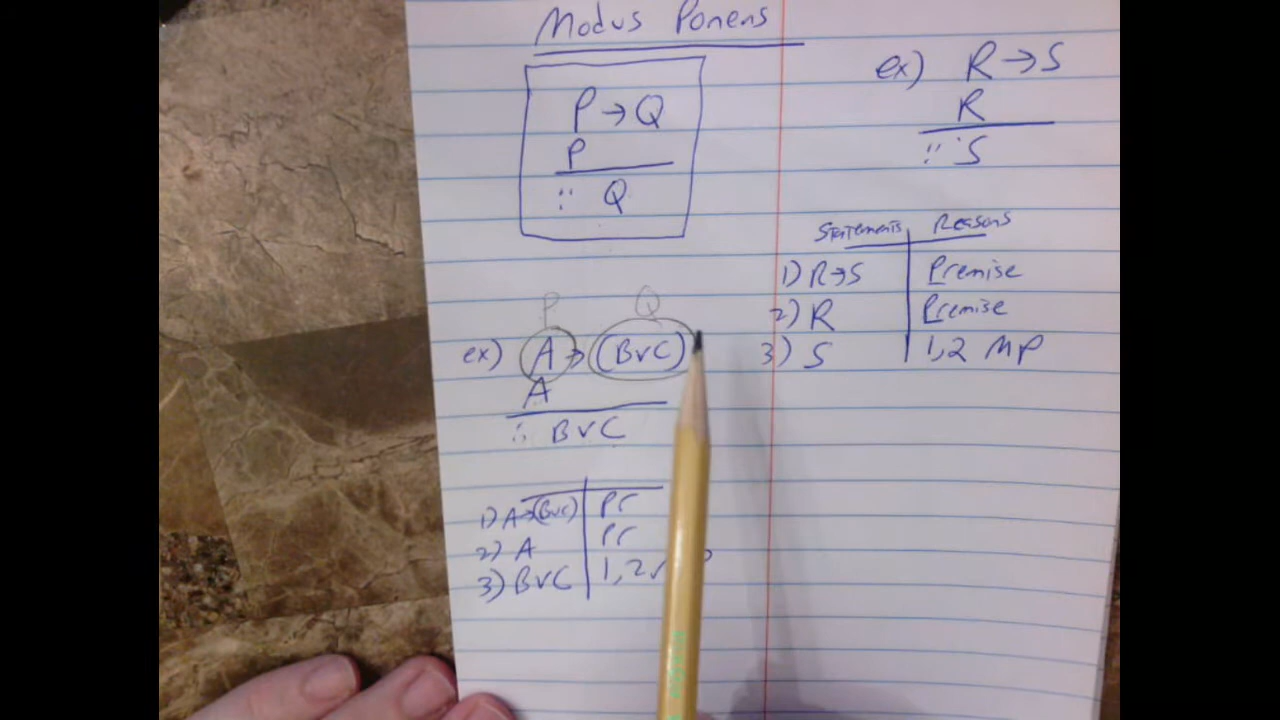 Modus Ponens
P → Q
P
∴ Q
ex) R → S
R
∴ S
Statements Reasons
1) R→S Premise
2) R Premise
3) S 1,2 MP
P Q
ex) A → (B∨C)
A
∴ B∨C
1) A→(B∨C) Pr
2) A Pr
3) B∨C 1,2